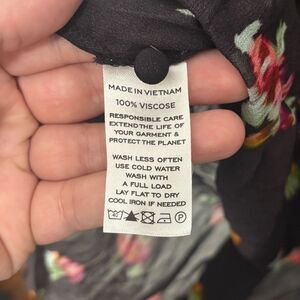 MADE IN VIETNAM
100% VISCOSE
RESPONSIBLE CARE
EXTEND THE LIFE OF
YOUR GARMENT &
PROTECT THE PLANET
WASH LESS OFTEN
USE COLD WATER
WASH WITH
A FULL LOAD
LAY FLAT TO DRY
COOL IRON IF NEEDED
P